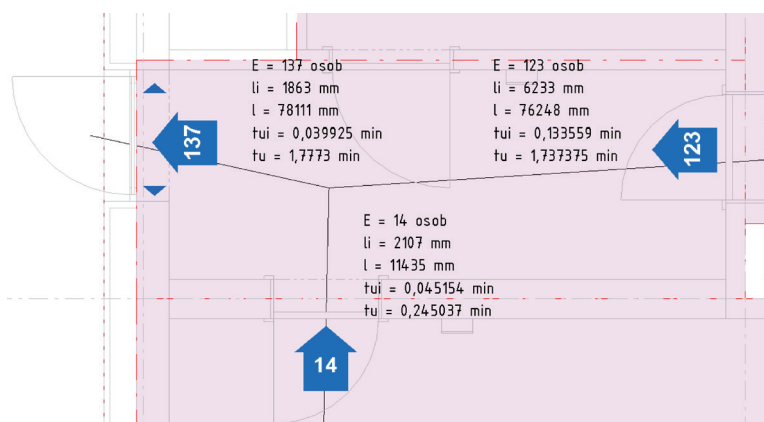 E = 137 osob
li = 1863 mm
l = 78111 mm
tui = 0,039925 min
tu = 1,7773 min
E = 123 osob
li = 6233 mm
l = 76248 mm
tui = 0,133559 min
tu = 1,737375 min
137
123
E = 14 osob
li = 2107 mm
l = 11435 mm
tui = 0,045154 min
tu = 0,245037 min
14